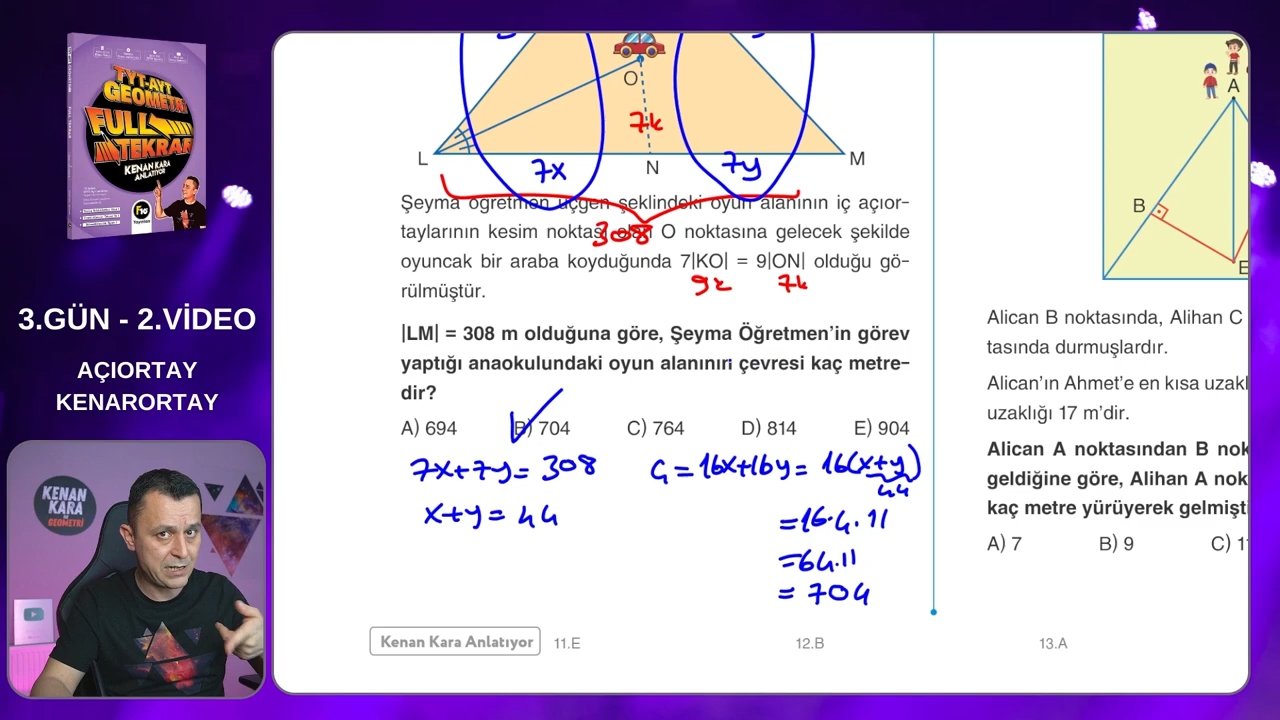 TYT-AYT
GEOMETRİ
FULL
TEKRAR
KENAN KARA
ANLATIYOR
3.GÜN - 2.VİDEO
AÇIORTAY
KENARORTAY
KENAN
KARA
GEOMETRİ
O
7k
L
N
M
7x
7y
308
Şeyma öğretmen üçgen şeklindeki oyun alanının iç açıor-
taylarının kesim noktası olan O noktasına gelecek şekilde
oyuncak bir araba koyduğunda 7|KO| = 9|ON| olduğu gö-
9k 7k
rülmüştür.
|LM| = 308 m olduğuna göre, Şeyma Öğretmen'in görev
yaptığı anaokulundaki oyun alanının çevresi kaç metre-
dir?
A) 694 B) 704 C) 764 D) 814 E) 904
7x+7y= 308
x+y= 44
Ç= 16x+16y= 16(x+y)
44
=16.4.11
=64.11
= 704
A
B
E
Alican B noktasında, Alihan C
tasında durmuşlardır.
Alican'ın Ahmet'e en kısa uzakl
uzaklığı 17 m'dir.
Alican A noktasından B nok
geldiğine göre, Alihan A nok
kaç metre yürüyerek gelmişti
A) 7 B) 9 C) 1
Kenan Kara Anlatıyor 11.E 12.B 13.A